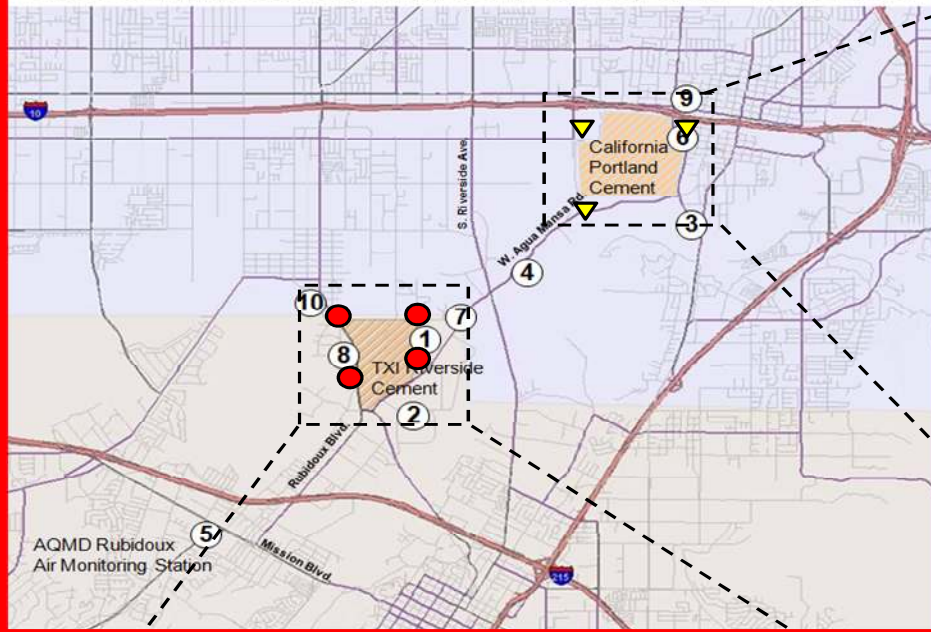 10
9
S. Riverside Ave.
California
6
Portland
Cement
W. Agua Mansa Rd.
3
4
10
7
1
8
TXI Riverside
Cement
2
Rubidoux Blvd.
5
AQMD Rubidoux
Air Monitoring Station
Mission Blvd.
215